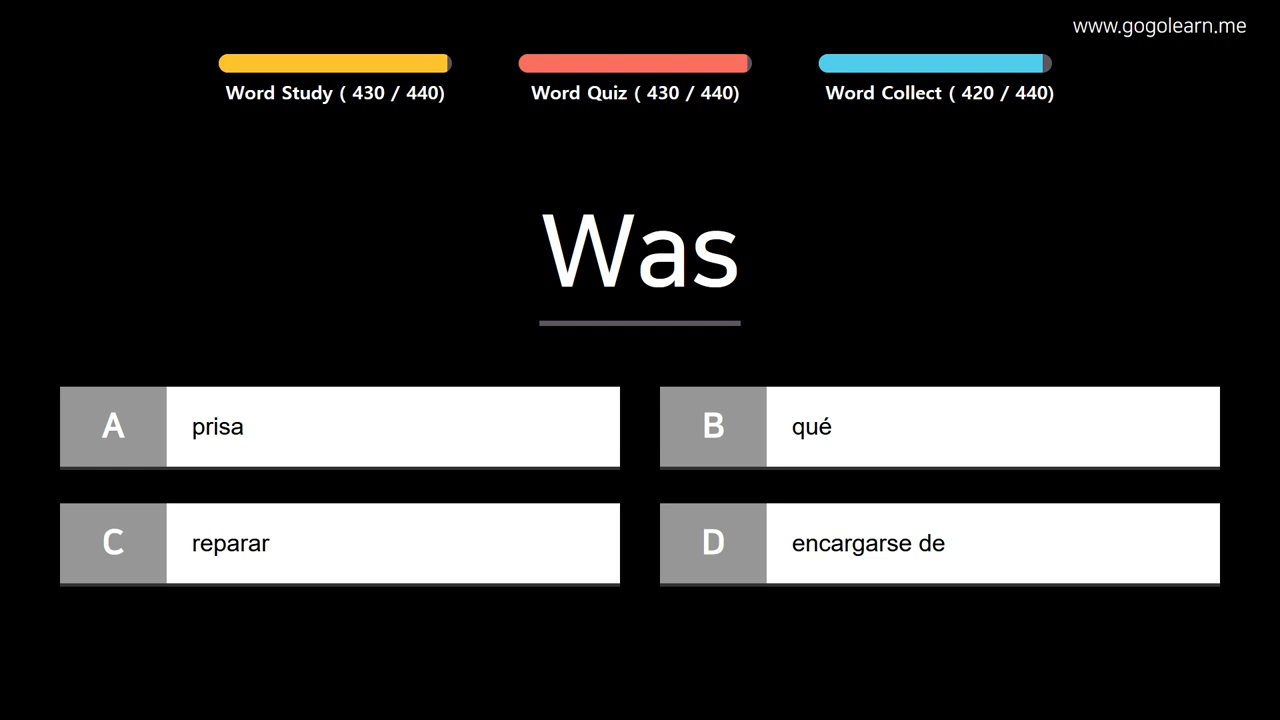 www.gogolearn.me
Word Study ( 430 / 440)
Word Quiz ( 430 / 440)
Word Collect ( 420 / 440)
Was
A prisa
B qué
C reparar
D encargarse de